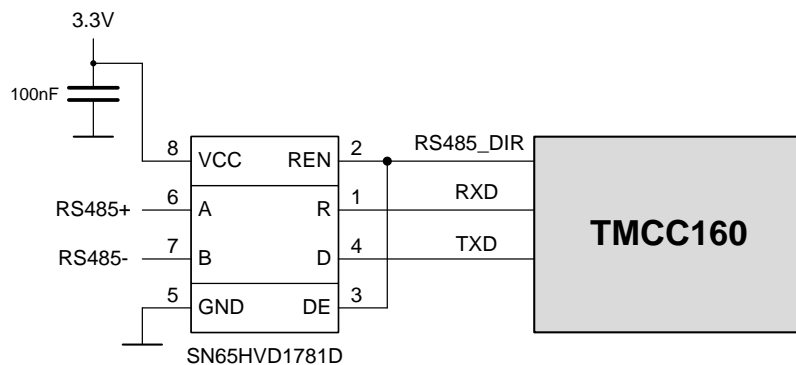 3.3V
100nF
8 VCC REN 2 RS485_DIR
RS485+ 6 A R 1 RXD
RS485- 7 B D 4 TXD
TMCC160
5 GND DE 3
SN65HVD1781D